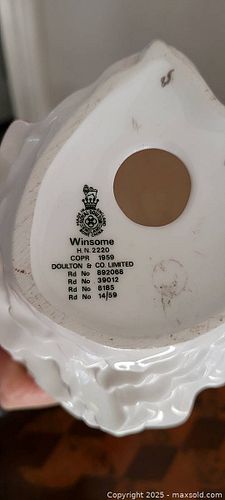 Winsome
H.N. 2220
COPR 1959
DOULTON & CO. LIMITED
Rd No 892068
Rd No 39012
Rd No 8185
Rd No 14/59
Copyright © 2025 - maxsold.com